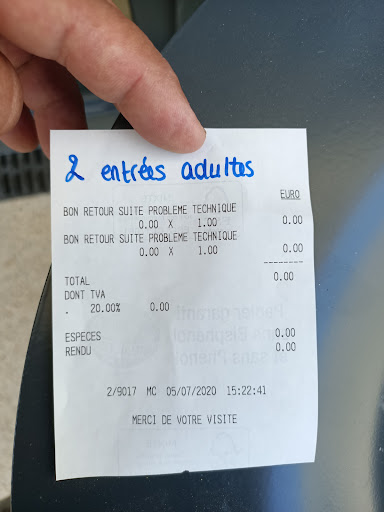 2 entrées adultes
EURO
BON RETOUR SUITE PROBLEME TECHNIQUE
0.00 X 1.00 0.00
BON RETOUR SUITE PROBLEME TECHNIQUE
0.00 X 1.00 0.00
TOTAL 0.00
DONT TVA
. 20.00% 0.00
ESPECES 0.00
RENDU 0.00
2/9017 MC 05/07/2020 15:22:41
MERCI DE VOTRE VISITE